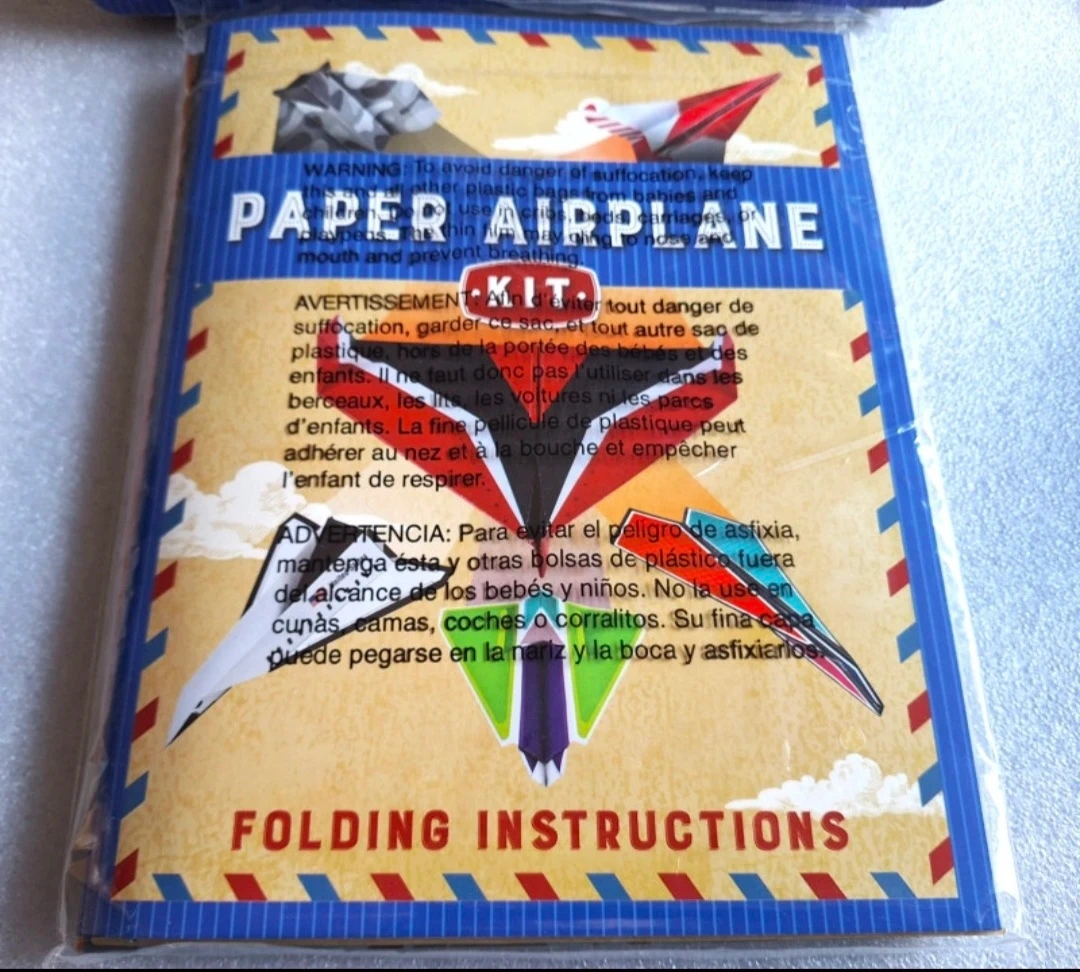 WARNING: To avoid danger of suffocation, keep
this and all other plastic bags from babies and
children. Do not use in cribs, beds, carriages, or
PAPER AIRPLANE
playpens. The thin film may cling to nose and
mouth and prevent breathing.
·KIT·
AVERTISSEMENT: Afin d'éviter tout danger de
suffocation, garder ce sac, et tout autre sac de
plastique, hors de la portée des bébés et des
enfants. Il ne faut donc pas l'utiliser dans les
berceaux, les lits, les voitures ni les parcs
d'enfants. La fine pellicule de plastique peut
adhérer au nez et à la bouche et empêcher
l'enfant de respirer.
ADVERTENCIA: Para evitar el peligro de asfixia,
mantenga esta y otras bolsas de plástico fuera
del alcance de los bebés y niños. No la use en
cunas, camas, coches o corralitos. Su fina capa
puede pegarse en la nariz y la boca y asfixiarlos.
FOLDING INSTRUCTIONS